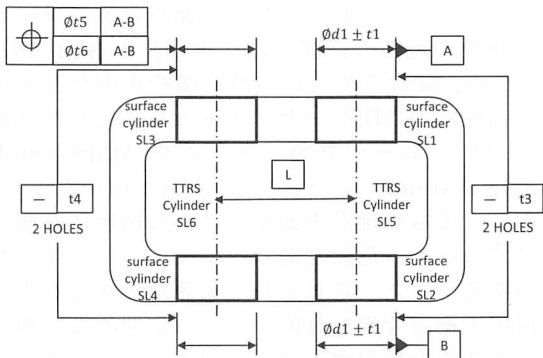 Øt5 A-B
Øt6 A-B
Ød1 ± t1
A
surface
cylinder
SL3
surface
cylinder
SL1
L
— t4
2 HOLES
TTRS
Cylinder
SL6
TTRS
Cylinder
SL5
— t3
2 HOLES
surface
cylinder
SL4
surface
cylinder
SL2
Ød1 ± t1
B